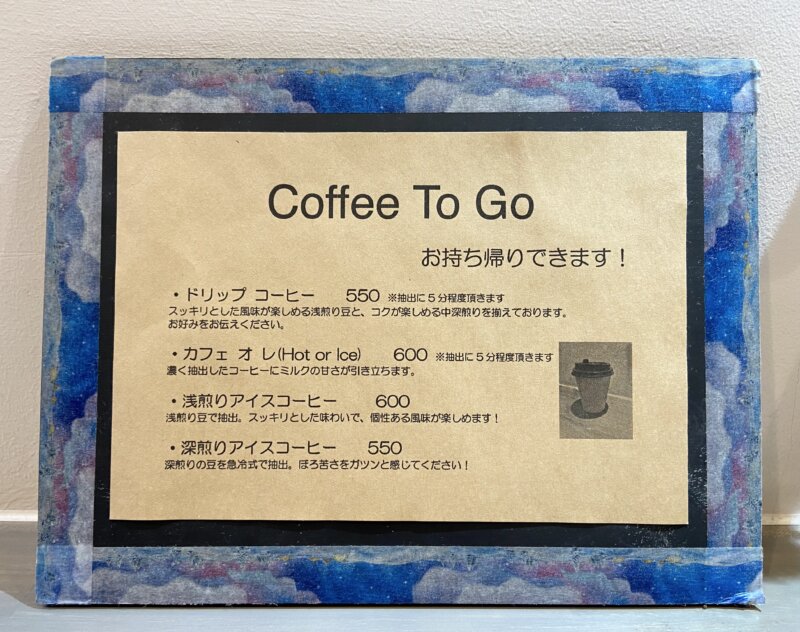 Coffee To Go
お持ち帰りできます！
・ドリップ コーヒー 550 ※抽出に５分程度頂きます
スッキリとした風味が楽しめる浅煎り豆と、コクが楽しめる中深煎りを揃えております。
お好みをお伝えください。
・カフェ オ レ(Hot or Ice) 600 ※抽出に５分程度頂きます
濃く抽出したコーヒーにミルクの甘さが引き立ちます。
・浅煎りアイスコーヒー 600
浅煎り豆で抽出。スッキリとした味わいで、個性ある風味が楽しめます！
・深煎りアイスコーヒー 550
深煎りの豆を急冷式で抽出。ほろ苦さをガツンと感じてください！